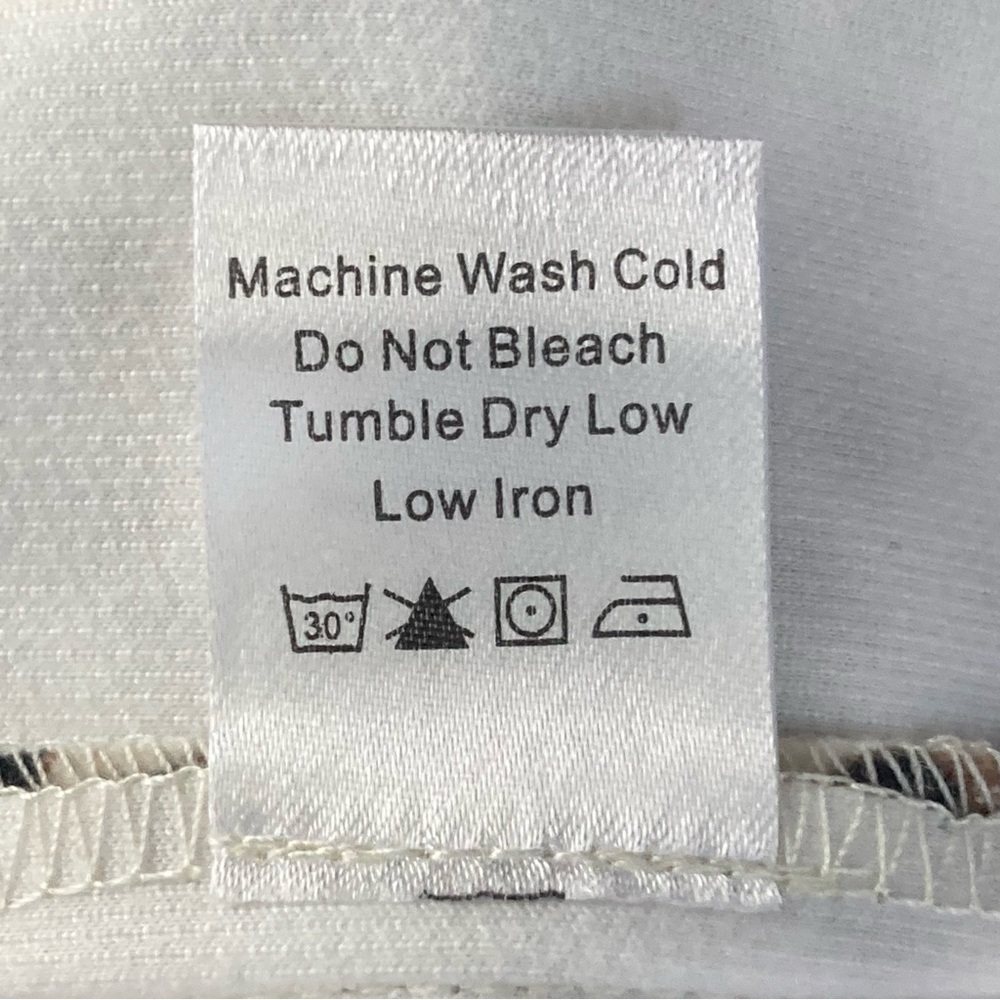 Machine Wash Cold
Do Not Bleach
Tumble Dry Low
Low Iron
30°